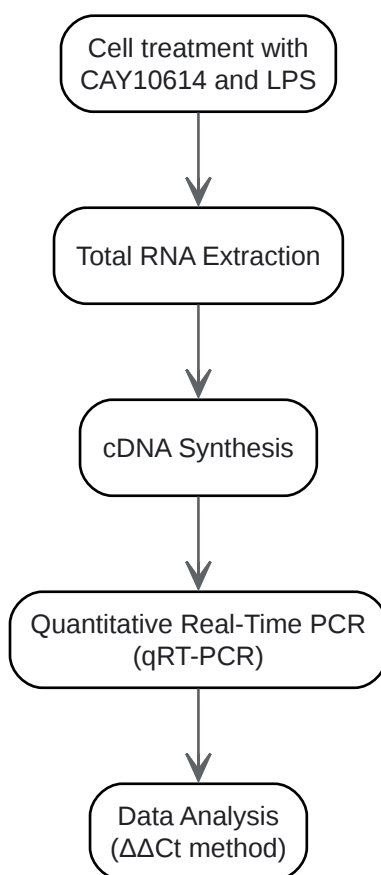 Cell treatment with
CAY10614 and LPS
Total RNA Extraction
cDNA Synthesis
Quantitative Real-Time PCR
(qRT-PCR)
Data Analysis
(ΔΔCt method)